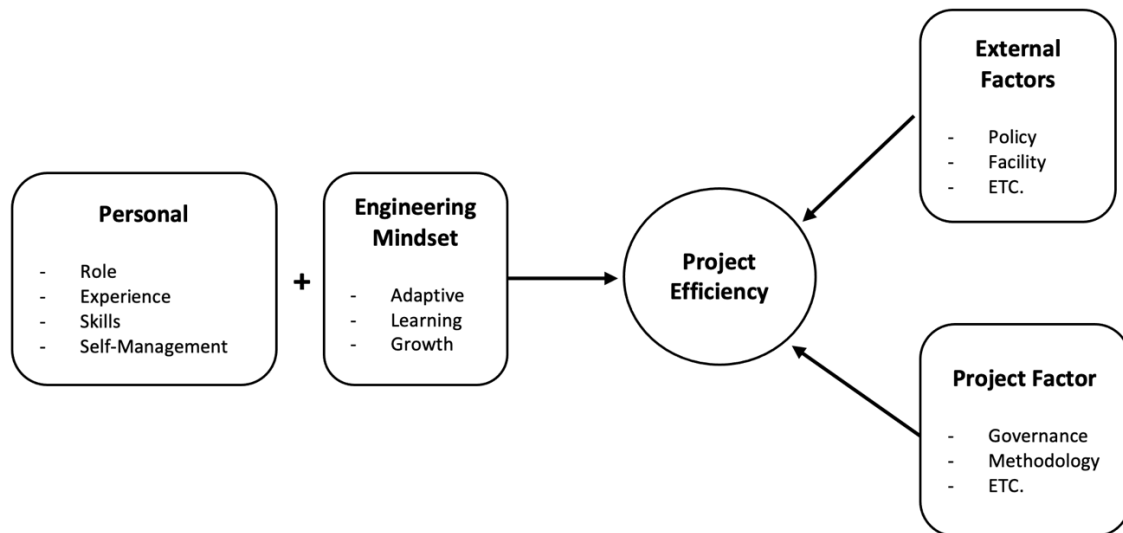 Personal
- Role
- Experience
- Skills
- Self-Management
+
Engineering
Mindset
- Adaptive
- Learning
- Growth
Project
Efficiency
External
Factors
- Policy
- Facility
- ETC.
Project Factor
- Governance
- Methodology
- ETC.